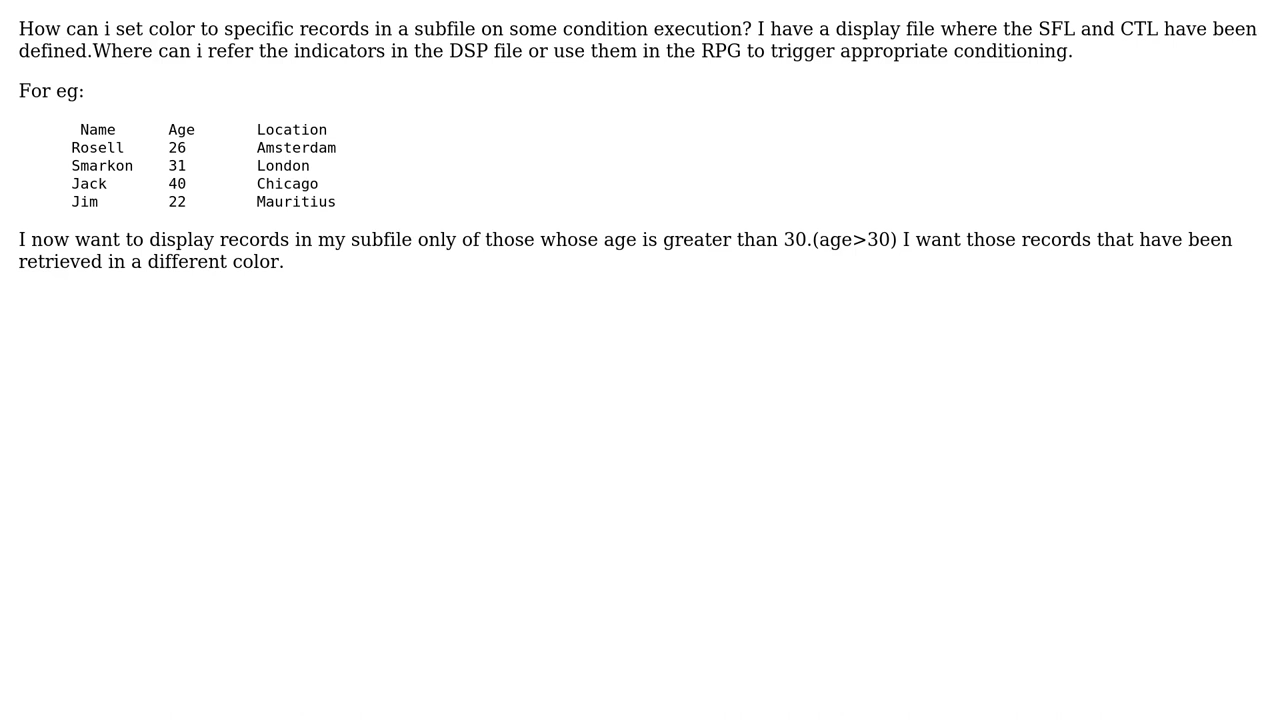 How can i set color to specific records in a subfile on some condition execution? I have a display file where the SFL and CTL have been
defined.Where can i refer the indicators in the DSP file or use them in the RPG to trigger appropriate conditioning.
For eg:
Name Age Location
Rosell 26 Amsterdam
Smarkon 31 London
Jack 40 Chicago
Jim 22 Mauritius
I now want to display records in my subfile only of those whose age is greater than 30.(age>30) I want those records that have been
retrieved in a different color.